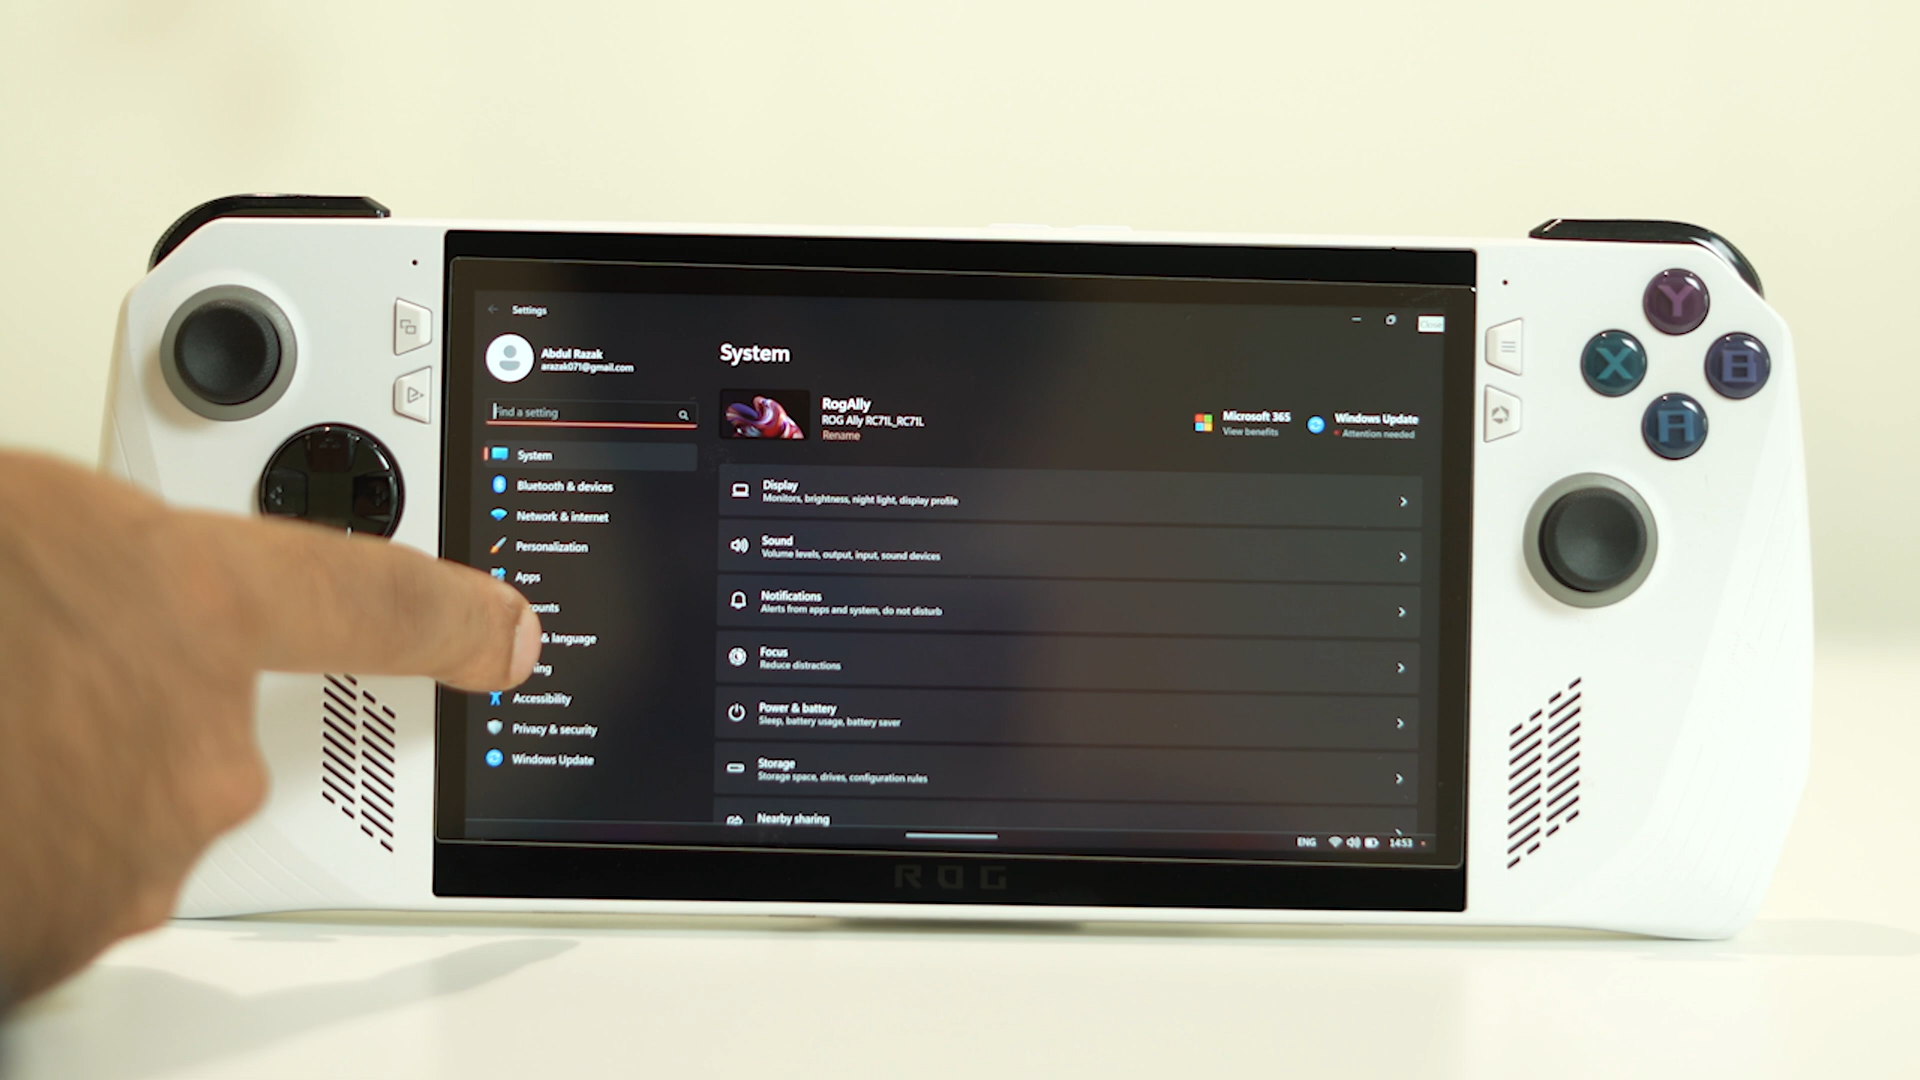 Settings
Close
Abdul Razak
arazak071@gmail.com
Find a setting
System
Bluetooth & devices
Network & internet
Personalization
Apps
& language
Accessibility
Privacy & security
Windows Update
System
RogAlly
ROG Ally RC71L_RC71L
Rename
Microsoft 365
View benefits
Windows Update
Attention needed
Display
Monitors, brightness, night light, display profile
Sound
Volume levels, output, input, sound devices
Notifications
Alerts from apps and system, do not disturb
Focus
Reduce distractions
Power & battery
Sleep, battery usage, battery saver
Storage
Storage space, drives, configuration rules
Nearby sharing
ENG
14:53
ROG
Y
X
B
A